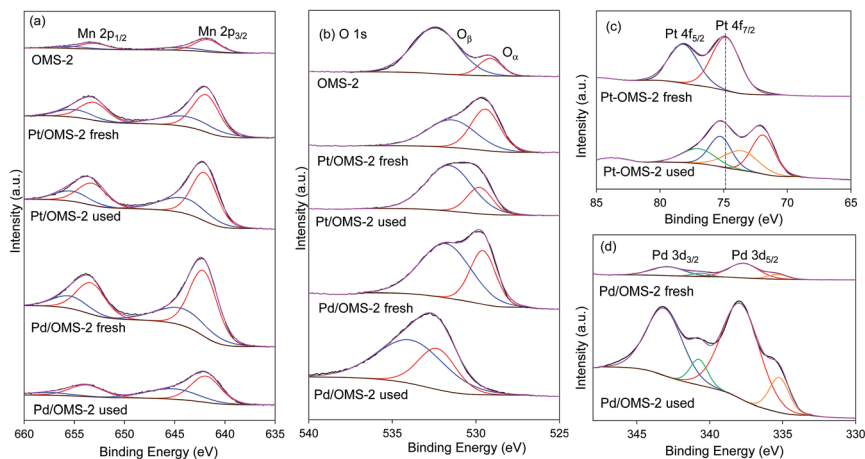 (a)
Mn 2p1/2
Mn 2p3/2
OMS-2
Pt/OMS-2 fresh
Pt/OMS-2 used
Pd/OMS-2 fresh
Pd/OMS-2 used
Intensity (a.u.)
660 655 650 645 640 635
Binding Energy (eV)
(b) O 1s
Oβ
Oα
OMS-2
Pt/OMS-2 fresh
Pt/OMS-2 used
Pd/OMS-2 fresh
Pd/OMS-2 used
Intensity (a.u.)
540 537 534 531 528 525
Binding Energy (eV)
(c)
Pt 4f5/2
Pt 4f7/2
Pt-OMS-2 fresh
Pt-OMS-2 used
Intensity (a.u.)
85 80 75 70 65
Binding Energy (eV)
(d)
Pd 3d3/2
Pd 3d5/2
Pd/OMS-2 fresh
Pd/OMS-2 used
Intensity (a.u.)
345 340 335 330
Binding Energy (eV)